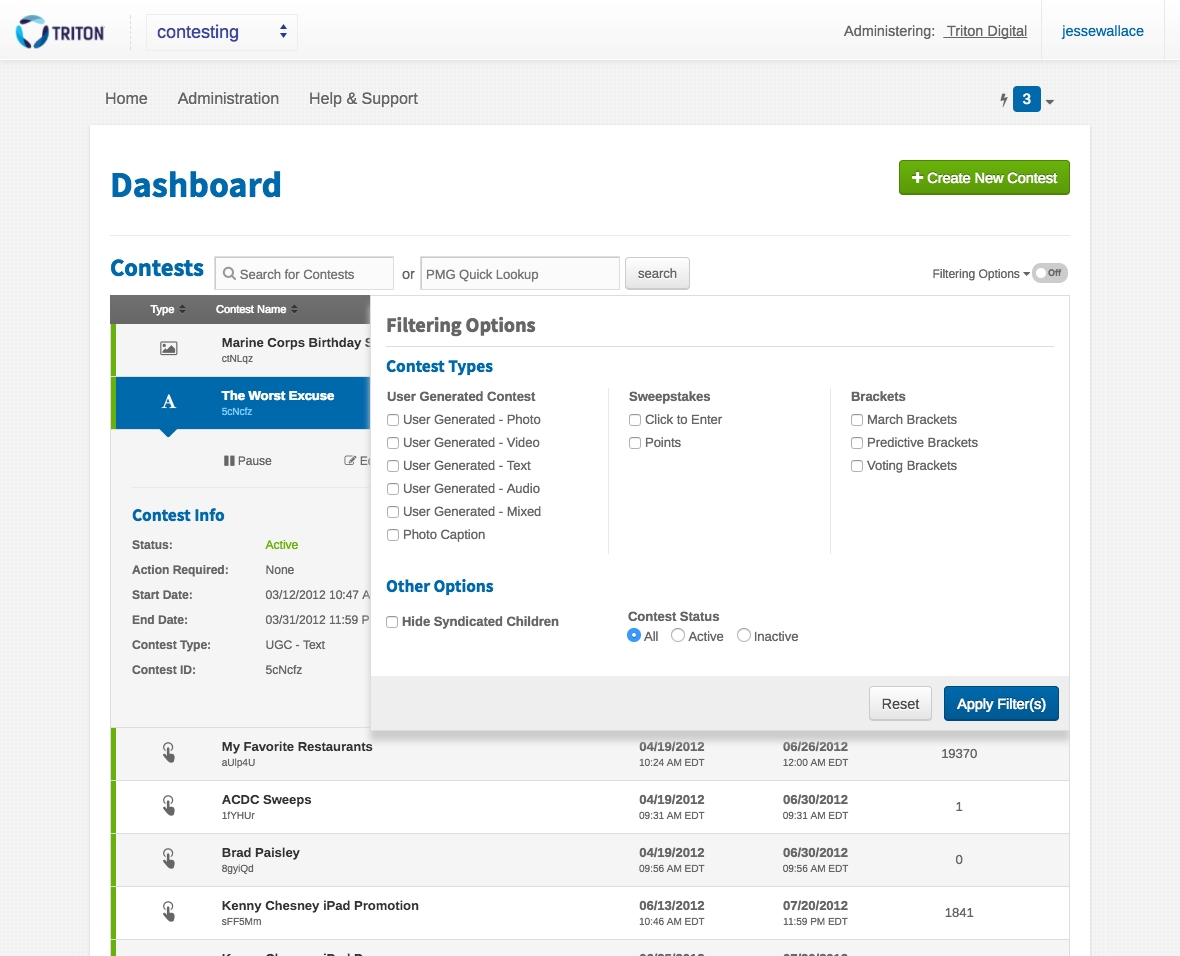 TRITON
contesting
Administering: Triton Digital
jessewallace
Home
Administration
Help & Support
3
Dashboard
Create New Contest
Contests
Search for Contests
or
PMG Quick Lookup
search
Filtering Options
Off
Type
Contest Name
Marine Corps Birthday S
ctNLqz
A
The Worst Excuse
5cNcfz
Pause
Contest Info
Status: Active
Action Required: None
Start Date: 03/12/2012 10:47 A
End Date: 03/31/2012 11:59 P
Contest Type: UGC - Text
Contest ID: 5cNcfz
Filtering Options
Contest Types
User Generated Contest
User Generated - Photo
User Generated - Video
User Generated - Text
User Generated - Audio
User Generated - Mixed
Photo Caption
Sweepstakes
Click to Enter
Points
Brackets
March Brackets
Predictive Brackets
Voting Brackets
Other Options
Hide Syndicated Children
Contest Status
All Active Inactive
Reset
Apply Filter(s)
My Favorite Restaurants 04/19/2012 06/26/2012 19370
aUlp4U 10:24 AM EDT 12:00 AM EDT
ACDC Sweeps 04/19/2012 06/30/2012 1
1fYHUr 09:31 AM EDT 09:31 AM EDT
Brad Paisley 04/19/2012 06/30/2012 0
8gyiQd 09:56 AM EDT 09:56 AM EDT
Kenny Chesney iPad Promotion 06/13/2012 07/20/2012 1841
sFF5Mm 10:46 AM EDT 11:59 PM EDT